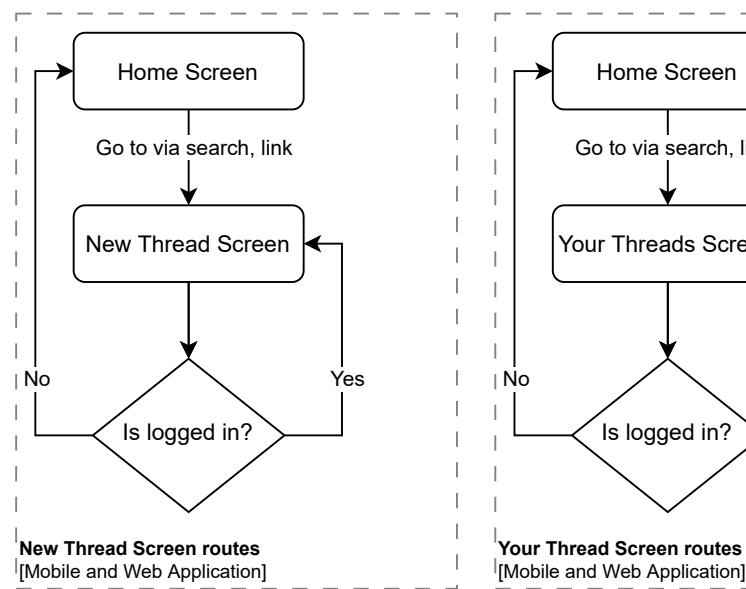 Home Screen
Go to via search, link
New Thread Screen
No
Yes
Is logged in?
New Thread Screen routes
[Mobile and Web Application]
Home Screen
Go to via search,
Your Threads
No
Is logged in?
Your Thread Screen routes
[Mobile and Web Application]